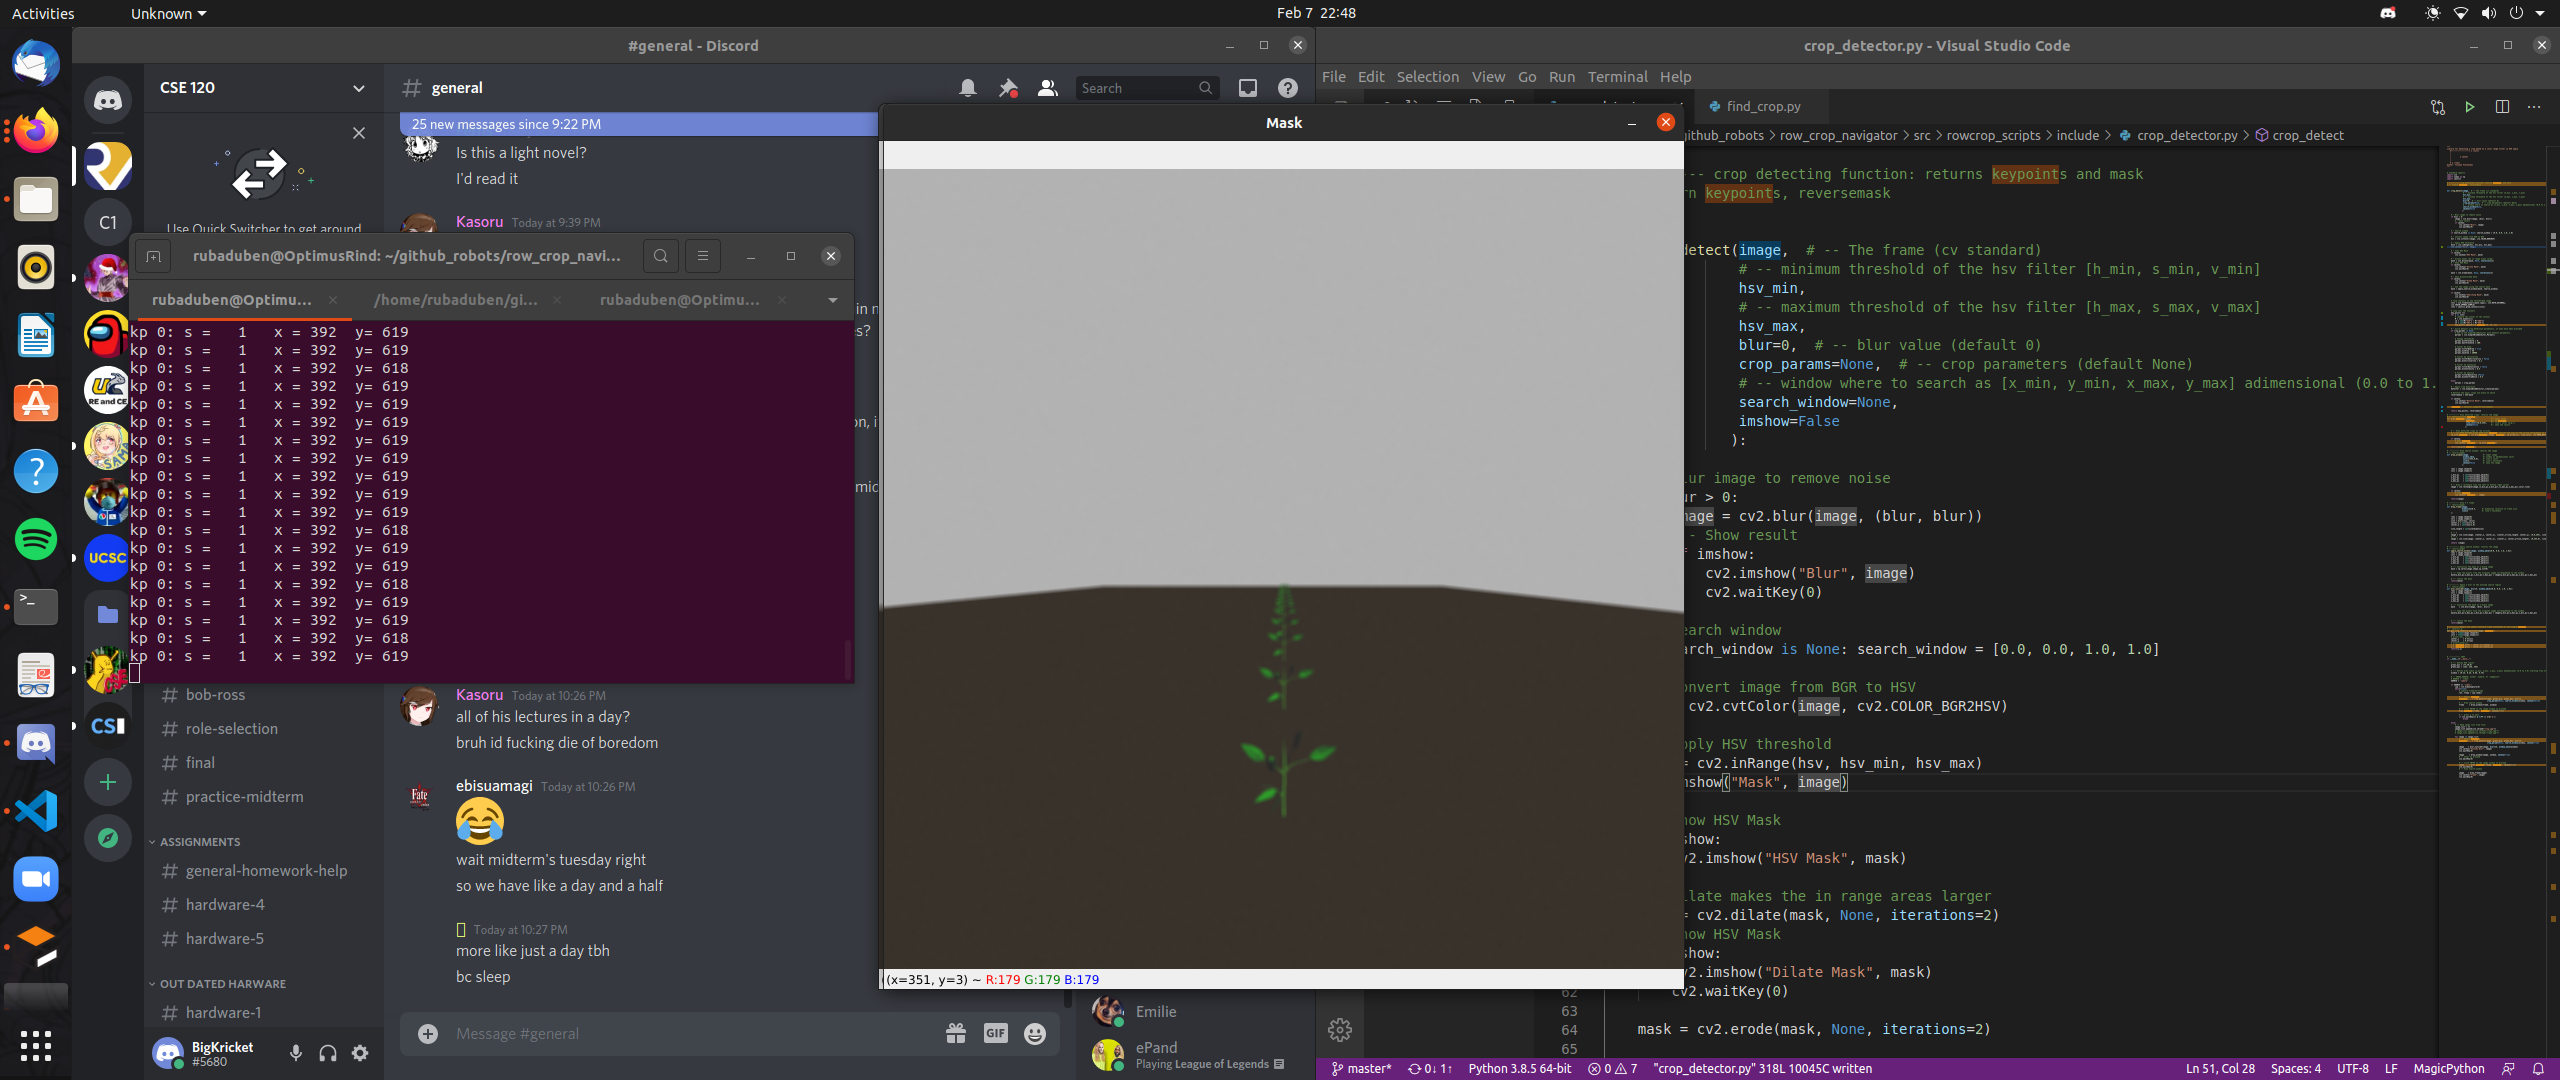 Activities
Unknown
Feb 7 22:48
#general - Discord
CSE 120
general
Search
25 new messages since 9:22 PM
Is this a light novel?
I'd read it
Kasoru Today at 9:39 PM
Use Quick Switcher to get around
C1
RE and CE
UCSC
CSI
rubaduben@OptimusRind: ~/github_robots/row_crop_navi...
rubaduben@Optimu...
/home/rubaduben/gi...
rubaduben@Optimu...
kp 0: s = 1 x = 392 y= 619
kp 0: s = 1 x = 392 y= 619
kp 0: s = 1 x = 392 y= 618
kp 0: s = 1 x = 392 y= 619
kp 0: s = 1 x = 392 y= 619
kp 0: s = 1 x = 392 y= 619
kp 0: s = 1 x = 392 y= 619
kp 0: s = 1 x = 392 y= 619
kp 0: s = 1 x = 392 y= 619
kp 0: s = 1 x = 392 y= 619
kp 0: s = 1 x = 392 y= 619
kp 0: s = 1 x = 392 y= 618
kp 0: s = 1 x = 392 y= 619
kp 0: s = 1 x = 392 y= 619
kp 0: s = 1 x = 392 y= 618
kp 0: s = 1 x = 392 y= 619
kp 0: s = 1 x = 392 y= 619
kp 0: s = 1 x = 392 y= 618
kp 0: s = 1 x = 392 y= 619
bob-ross
role-selection
final
practice-midterm
ASSIGNMENTS
general-homework-help
hardware-4
hardware-5
OUT DATED HARWARE
hardware-1
BigKricket
#5680
Kasoru Today at 10:26 PM
all of his lectures in a day?
bruh id fucking die of boredom
ebisuamagi Today at 10:26 PM
wait midterm's tuesday right
so we have like a day and a half
Today at 10:27 PM
more like just a day tbh
bc sleep
Message #general
GIF
Emilie
ePand
Playing League of Legends
Mask
(x=351, y=3) ~ R:179 G:179 B:179
crop_detector.py - Visual Studio Code
File Edit Selection View Go Run Terminal Help
find_crop.py
github_robots > row_crop_navigator > src > rowcrop_scripts > include > crop_detector.py > crop_detect
-- crop detecting function: returns keypoints and mask
rn keypoints, reversemask
detect(image, # -- The frame (cv standard)
# -- minimum threshold of the hsv filter [h_min, s_min, v_min]
hsv_min,
# -- maximum threshold of the hsv filter [h_max, s_max, v_max]
hsv_max,
blur=0, # -- blur value (default 0)
crop_params=None, # -- crop parameters (default None)
# -- window where to search as [x_min, y_min, x_max, y_max] adimensional (0.0 to 1.
search_window=None,
imshow=False
):
lur image to remove noise
ur > 0:
mage = cv2.blur(image, (blur, blur))
- Show result
f imshow:
cv2.imshow("Blur", image)
cv2.waitKey(0)
earch window
arch_window is None: search_window = [0.0, 0.0, 1.0, 1.0]
onvert image from BGR to HSV
cv2.cvtColor(image, cv2.COLOR_BGR2HSV)
pply HSV threshold
= cv2.inRange(hsv, hsv_min, hsv_max)
mshow("Mask", image)
how HSV Mask
show:
v2.imshow("HSV Mask", mask)
ilate makes the in range areas larger
= cv2.dilate(mask, None, iterations=2)
how HSV Mask
show:
v2.imshow("Dilate Mask", mask)
62 cv2.waitKey(0)
63
64 mask = cv2.erode(mask, None, iterations=2)
65
master* 0↓ 1↑ Python 3.8.5 64-bit 0 7 "crop_detector.py" 318L 10045C written
Ln 51, Col 28 Spaces: 4 UTF-8 LF MagicPython